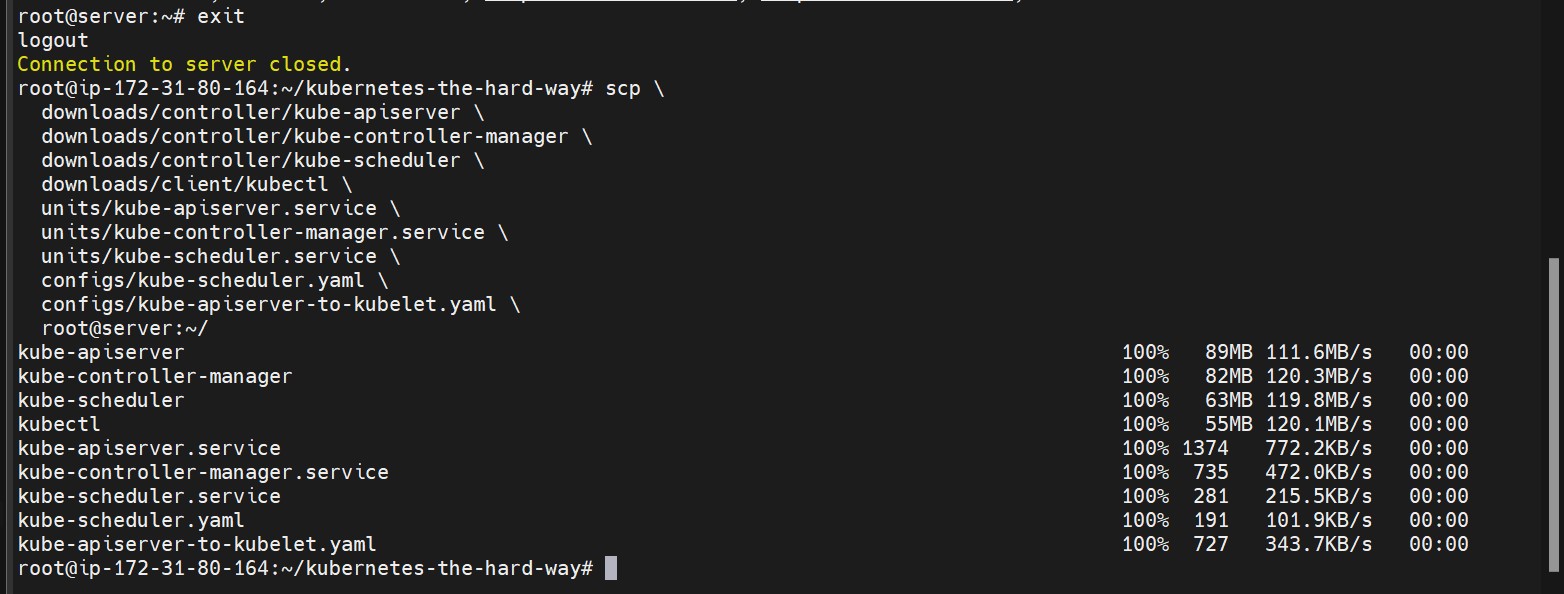 root@server:~# exit
logout
Connection to server closed.
root@ip-172-31-80-164:~/kubernetes-the-hard-way# scp \
  downloads/controller/kube-apiserver \
  downloads/controller/kube-controller-manager \
  downloads/controller/kube-scheduler \
  downloads/client/kubectl \
  units/kube-apiserver.service \
  units/kube-controller-manager.service \
  units/kube-scheduler.service \
  configs/kube-scheduler.yaml \
  configs/kube-apiserver-to-kubelet.yaml \
  root@server:~/
kube-apiserver 100% 89MB 111.6MB/s 00:00
kube-controller-manager 100% 82MB 120.3MB/s 00:00
kube-scheduler 100% 63MB 119.8MB/s 00:00
kubectl 100% 55MB 120.1MB/s 00:00
kube-apiserver.service 100% 1374 772.2KB/s 00:00
kube-controller-manager.service 100% 735 472.0KB/s 00:00
kube-scheduler.service 100% 281 215.5KB/s 00:00
kube-scheduler.yaml 100% 191 101.9KB/s 00:00
kube-apiserver-to-kubelet.yaml 100% 727 343.7KB/s 00:00
root@ip-172-31-80-164:~/kubernetes-the-hard-way#